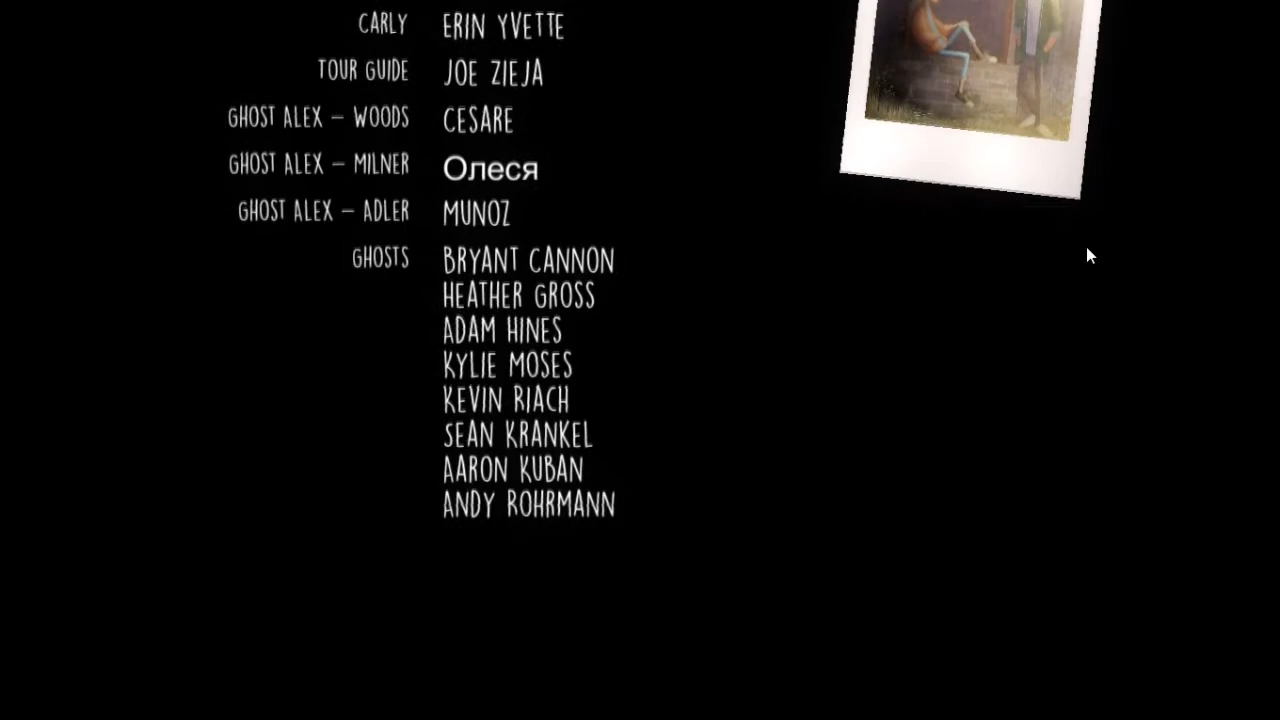 CARLY ERIN YVETTE
TOUR GUIDE JOE ZIEJA
GHOST ALEX – WOODS CESARE
GHOST ALEX – MILNER Олеся
GHOST ALEX – ADLER MUNOZ
GHOSTS BRYANT CANNON
HEATHER GROSS
ADAM HINES
KYLIE MOSES
KEVIN RIACH
SEAN KRANKEL
AARON KUBAN
ANDY ROHRMANN